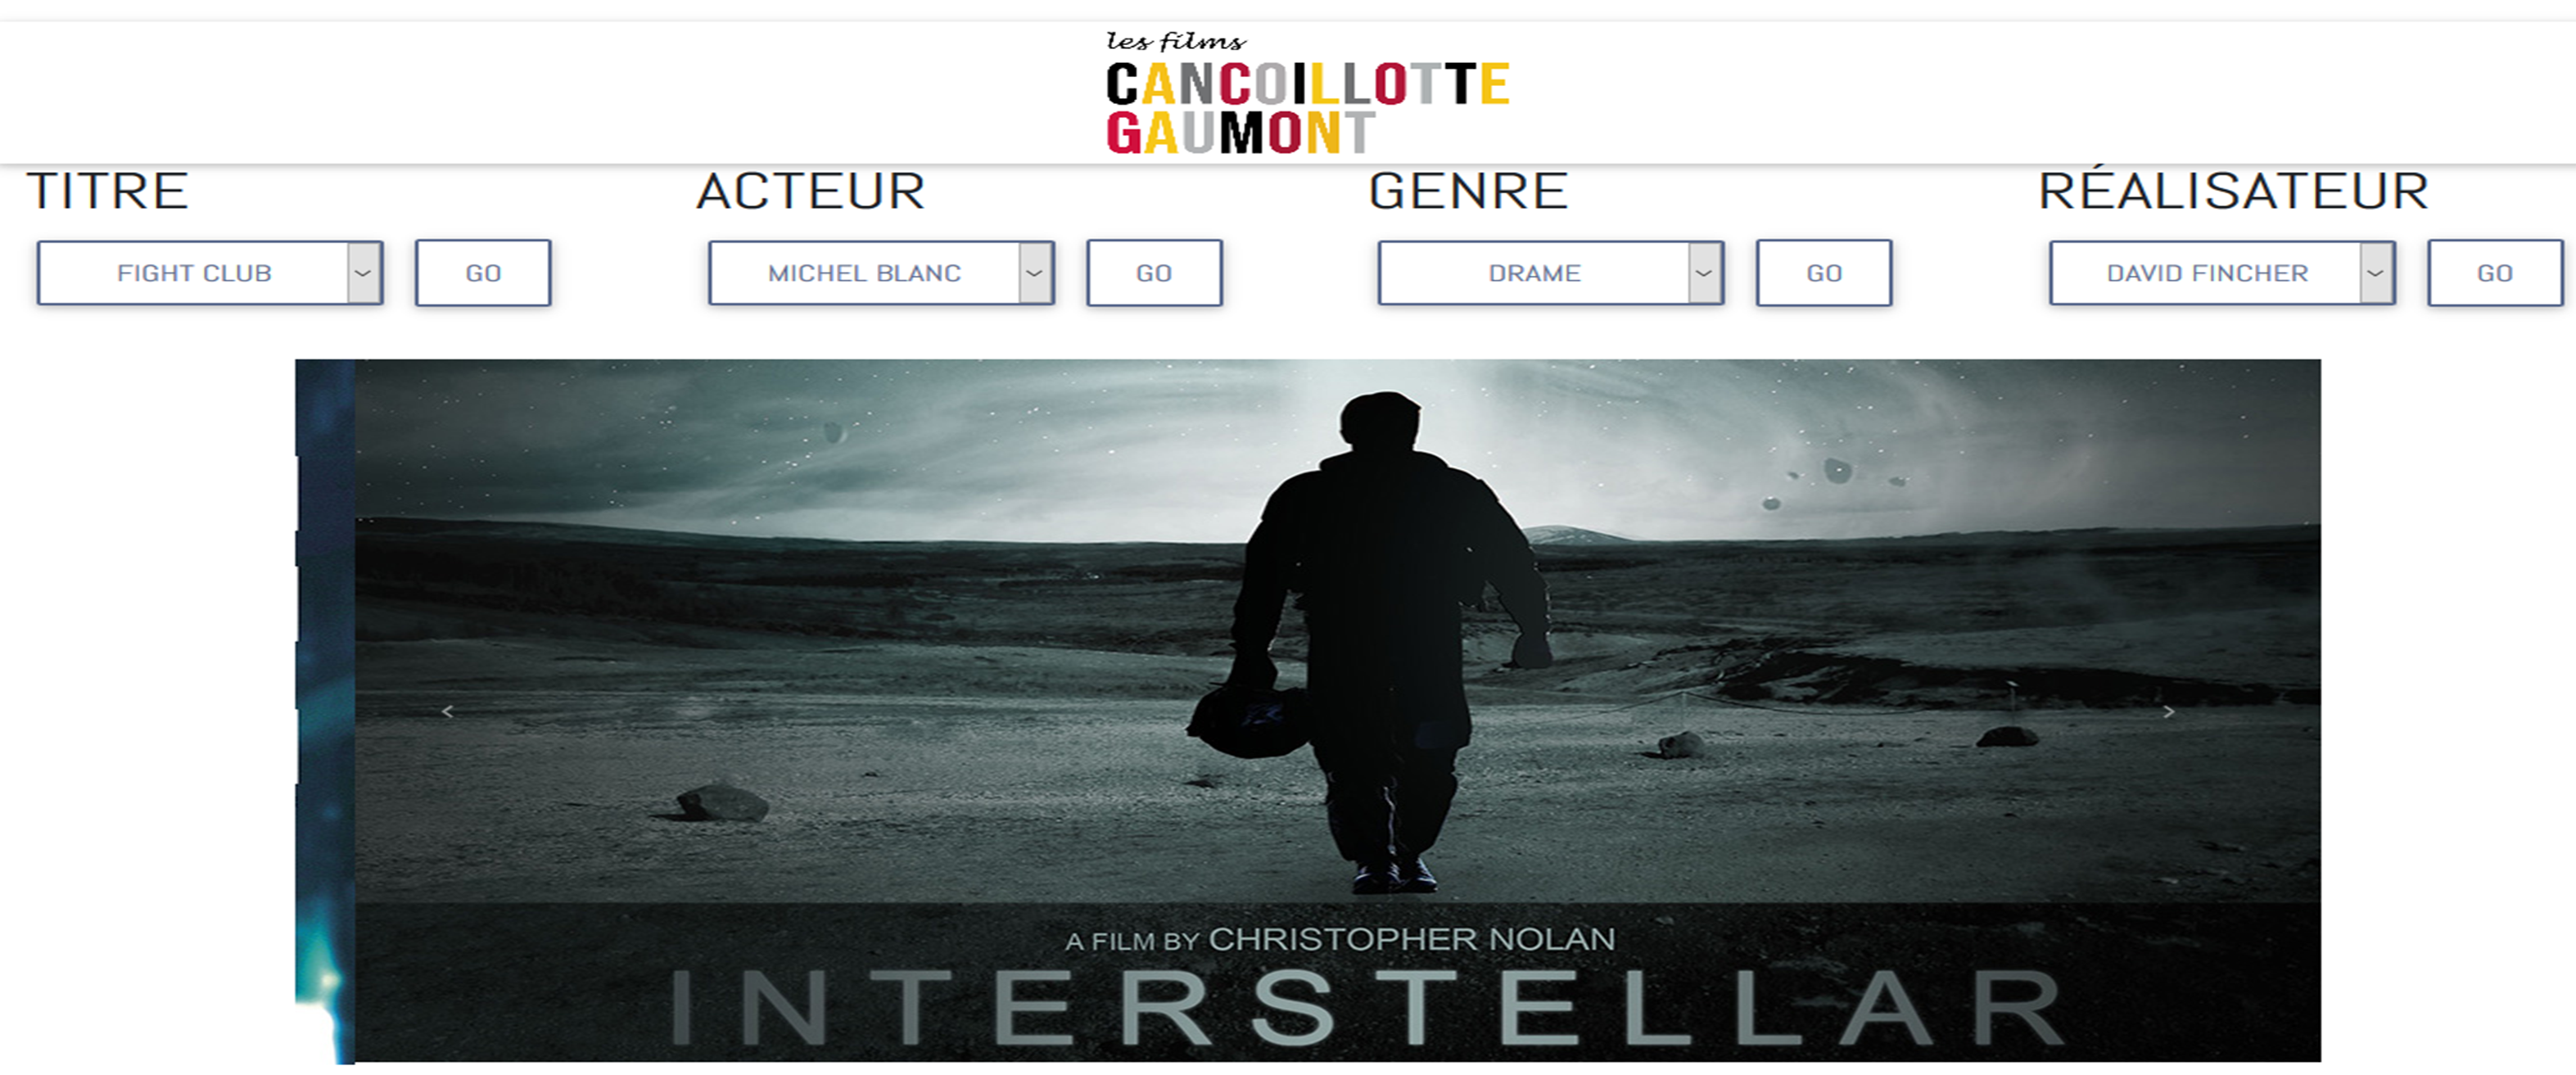 les films
CANCOILLOTTE
GAUMONT
TITRE ACTEUR GENRE RÉALISATEUR
FIGHT CLUB GO MICHEL BLANC GO DRAME GO DAVID FINCHER GO
A FILM BY CHRISTOPHER NOLAN
INTERSTELLAR